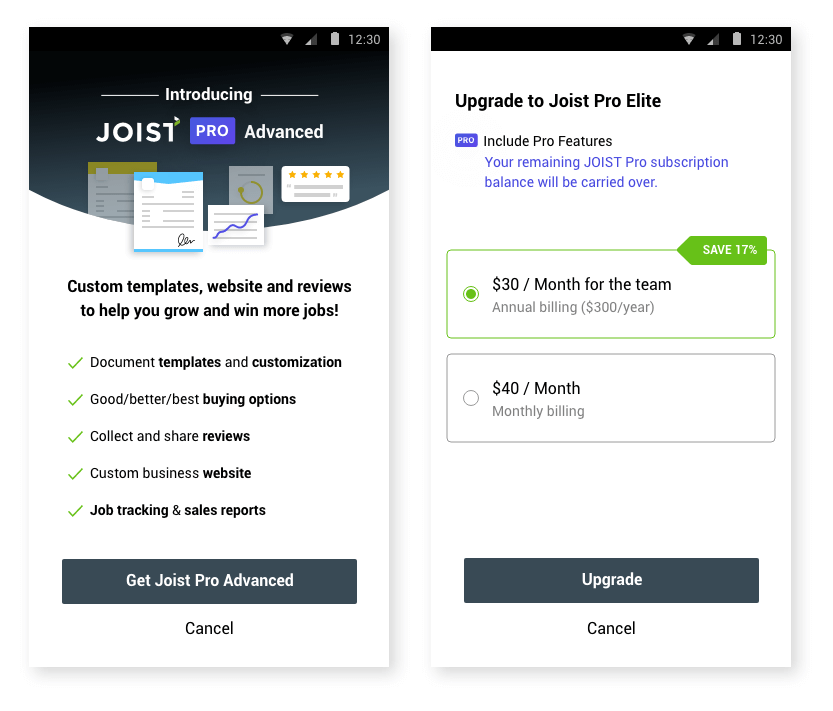 12:30
Introducing
JOIST PRO Advanced
Custom templates, website and reviews
to help you grow and win more jobs!
Document templates and customization
Good/better/best buying options
Collect and share reviews
Custom business website
Job tracking & sales reports
Get Joist Pro Advanced
Cancel
12:30
Upgrade to Joist Pro Elite
PRO Include Pro Features
Your remaining JOIST Pro subscription
balance will be carried over.
SAVE 17%
$30 / Month for the team
Annual billing ($300/year)
$40 / Month
Monthly billing
Upgrade
Cancel